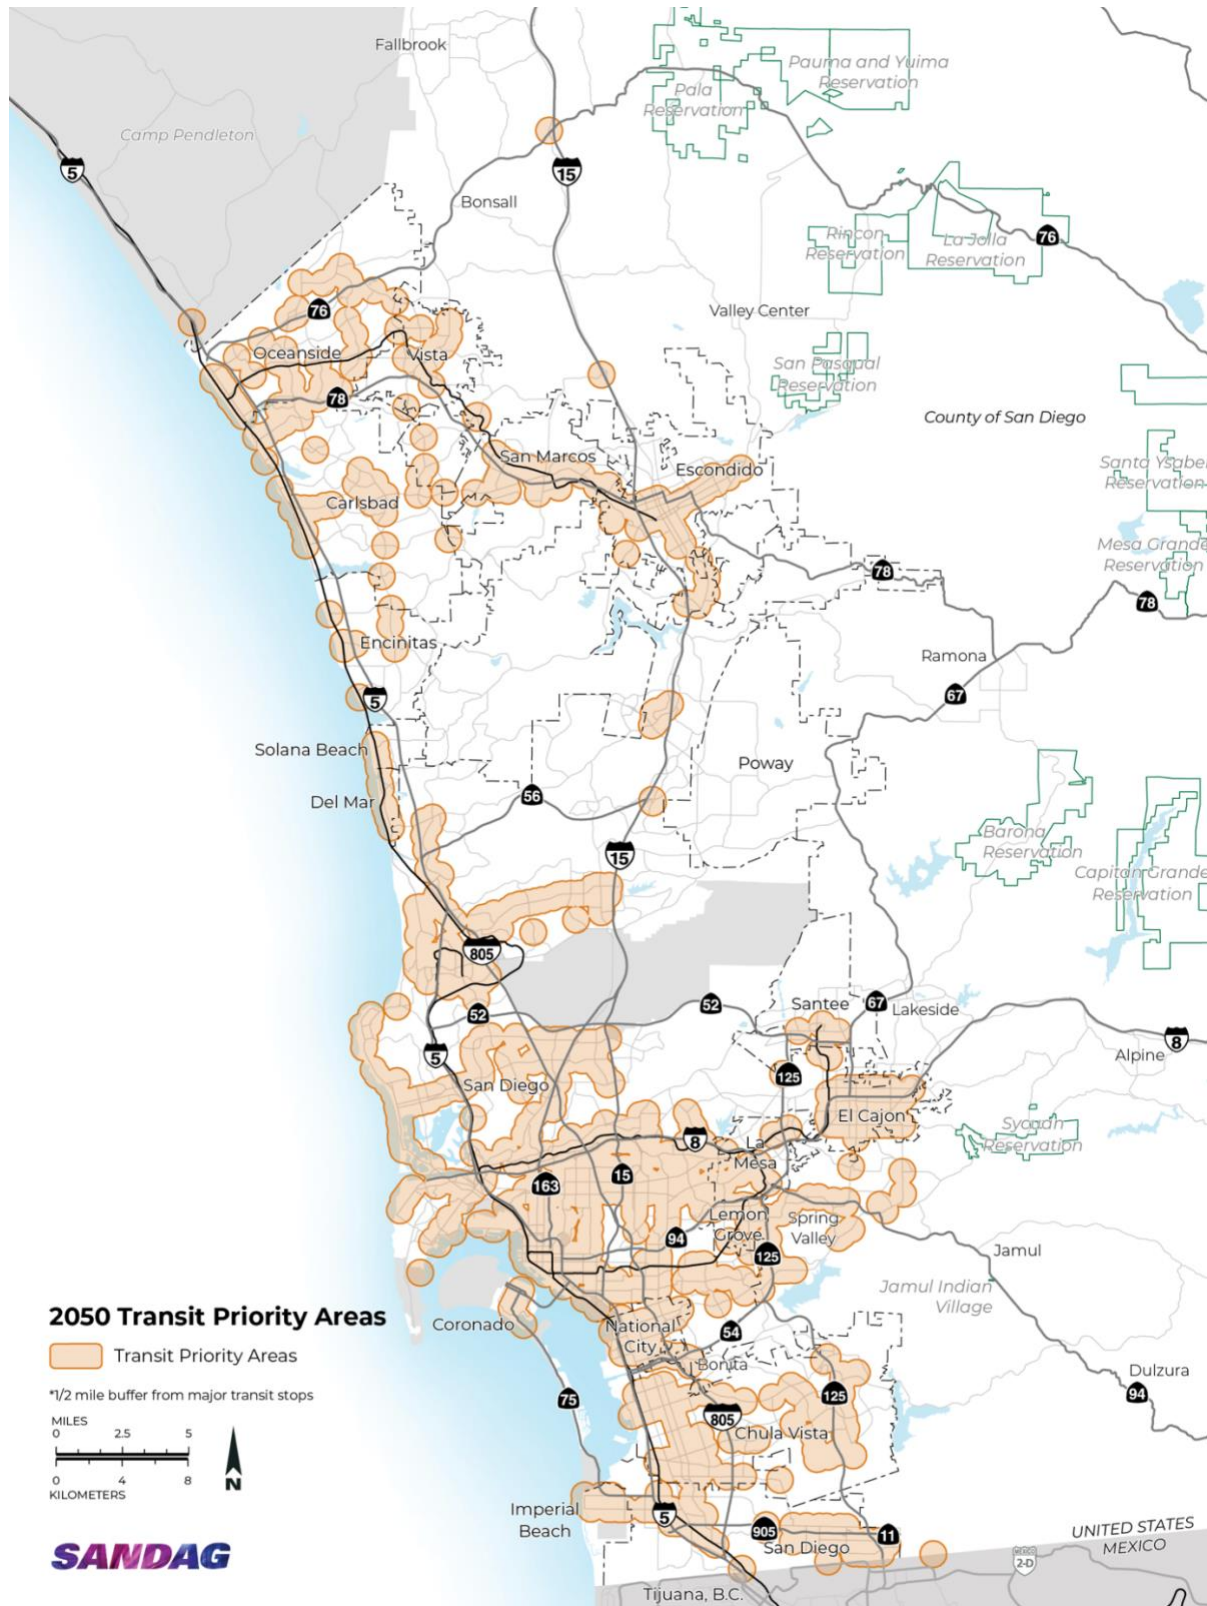 Fallbrook
Pauma and Yuima
Reservation
Pala
Reservation
Camp Pendleton
5
15
Bonsall
Rincon
Reservation
La Jolla
Reservation
76
76
Valley Center
Oceanside
Vista
San Pasqual
Reservation
78
County of San Diego
San Marcos
Escondido
Santa Ysabel
Reservation
Carlsbad
Mesa Grande
Reservation
78
78
Encinitas
Ramona
67
5
Solana Beach
Poway
Del Mar
56
15
Barona
Reservation
Capitan Grande
Reservation
805
52
52
Santee
67
Lakeside
5
8
Alpine
San Diego
125
El Cajon
Sycuan
Reservation
8
La
Mesa
163
15
Lemon
Grove
Spring
Valley
94
125
Jamul
Jamul Indian
Village
2050 Transit Priority Areas
Transit Priority Areas
*1/2 mile buffer from major transit stops
MILES
0 2.5 5
0 4 8
KILOMETERS
N
SANDAG
Coronado
National
City
54
Bonita
Dulzura
94
75
125
805
Chula Vista
Imperial
Beach
5
905
11
San Diego
UNITED STATES
MEXICO
2-D
Tijuana, B.C.